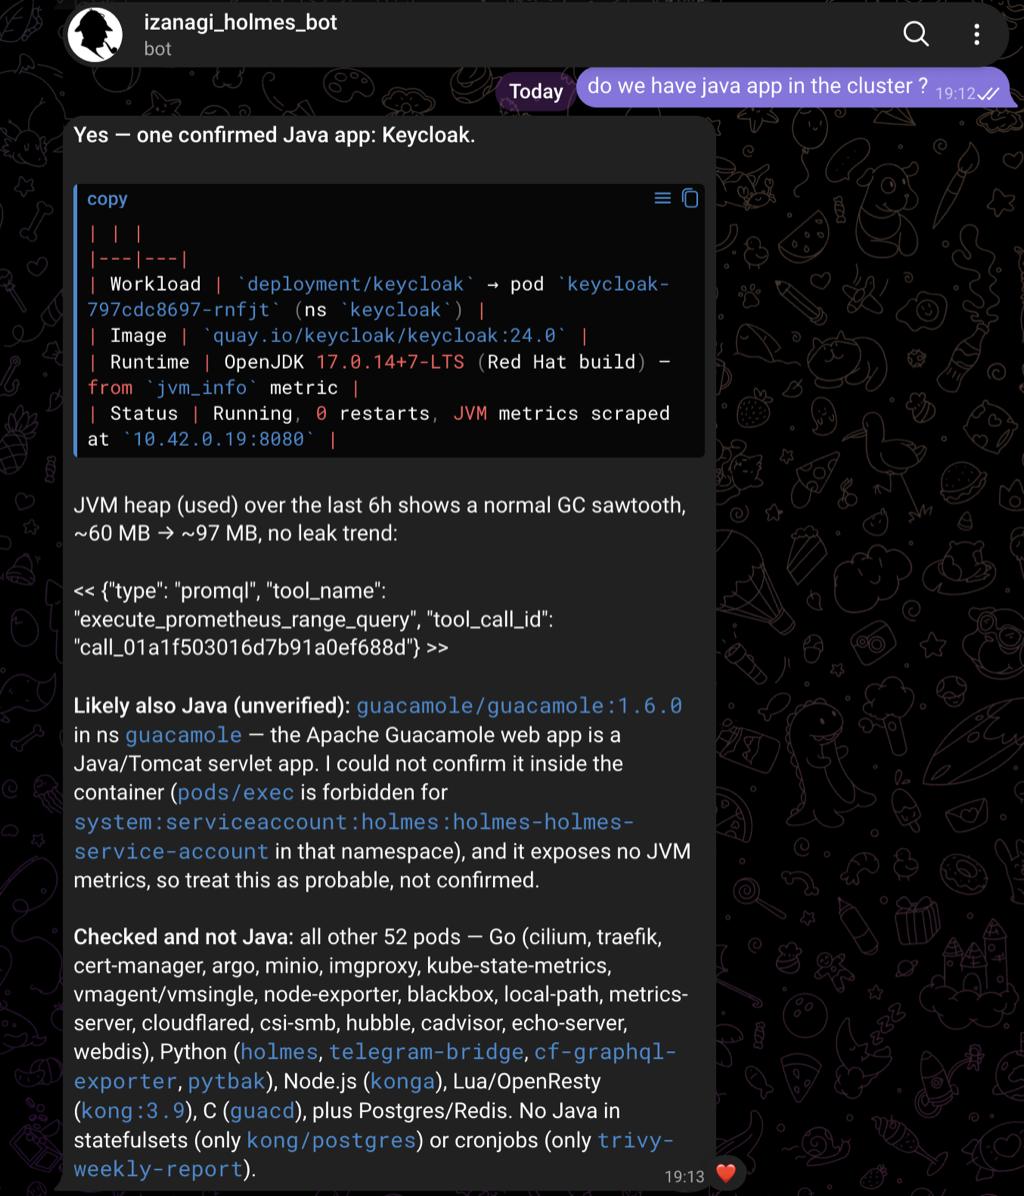 izanagi_holmes_bot
bot
Today
do we have java app in the cluster ? 19:12
Yes — one confirmed Java app: Keycloak.
copy
| | |
|---|---|
| Workload | `deployment/keycloak` → pod `keycloak-
797cdc8697-rnfjt` (ns `keycloak`) |
| Image | `quay.io/keycloak/keycloak:24.0` |
| Runtime | OpenJDK 17.0.14+7-LTS (Red Hat build) —
from `jvm_info` metric |
| Status | Running, 0 restarts, JVM metrics scraped
at `10.42.0.19:8080` |
JVM heap (used) over the last 6h shows a normal GC sawtooth,
~60 MB → ~97 MB, no leak trend:
<< {"type": "promql", "tool_name":
"execute_prometheus_range_query", "tool_call_id":
"call_01a1f503016d7b91a0ef688d"} >>
Likely also Java (unverified): guacamole/guacamole:1.6.0
in ns guacamole — the Apache Guacamole web app is a
Java/Tomcat servlet app. I could not confirm it inside the
container (pods/exec is forbidden for
system:serviceaccount:holmes:holmes-holmes-
service-account in that namespace), and it exposes no JVM
metrics, so treat this as probable, not confirmed.
Checked and not Java: all other 52 pods — Go (cilium, traefik,
cert-manager, argo, minio, imgproxy, kube-state-metrics,
vmagent/vmsingle, node-exporter, blackbox, local-path, metrics-
server, cloudflared, csi-smb, hubble, cadvisor, echo-server,
webdis), Python (holmes, telegram-bridge, cf-graphql-
exporter, pytbak), Node.js (konga), Lua/OpenResty
(kong:3.9), C (guacd), plus Postgres/Redis. No Java in
statefulsets (only kong/postgres) or cronjobs (only trivy-
weekly-report).
19:13